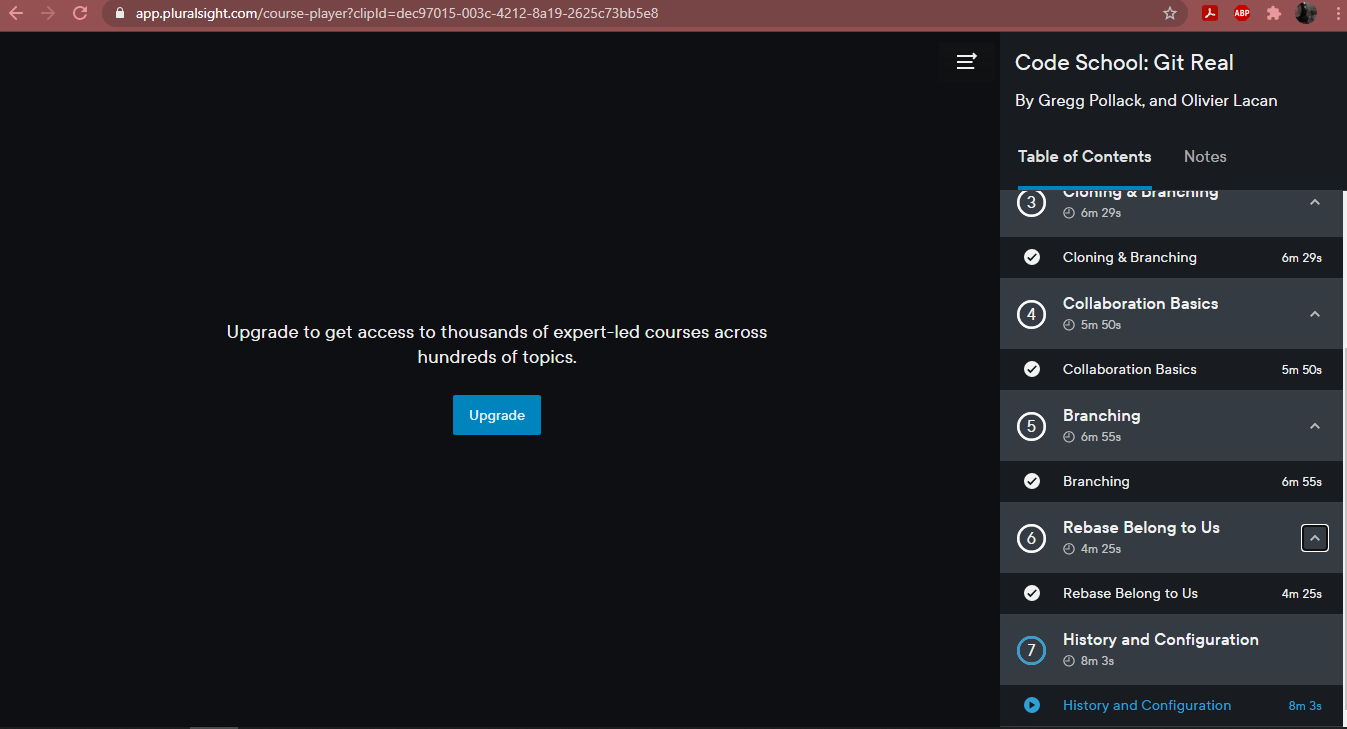 app.pluralsight.com/course-player?clipId=dec97015-003c-4212-8a19-2625c73bb5e8
ABP
Upgrade to get access to thousands of expert-led courses across
hundreds of topics.
Upgrade
Code School: Git Real
By Gregg Pollack, and Olivier Lacan
Table of Contents Notes
3 Cloning & Branching
6m 29s
Cloning & Branching 6m 29s
4 Collaboration Basics
5m 50s
Collaboration Basics 5m 50s
5 Branching
6m 55s
Branching 6m 55s
6 Rebase Belong to Us
4m 25s
Rebase Belong to Us 4m 25s
7 History and Configuration
8m 3s
History and Configuration 8m 3s